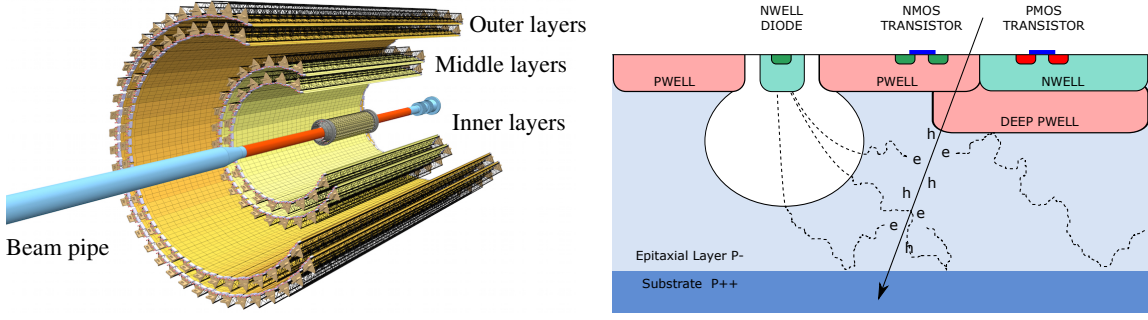 Outer layers
Middle layers
Inner layers
Beam pipe
NWELL
DIODE
NMOS
TRANSISTOR
PMOS
TRANSISTOR
PWELL
PWELL
NWELL
DEEP PWELL
h
e
e
h
h
e
e
h
Epitaxial Layer P-
Substrate P++